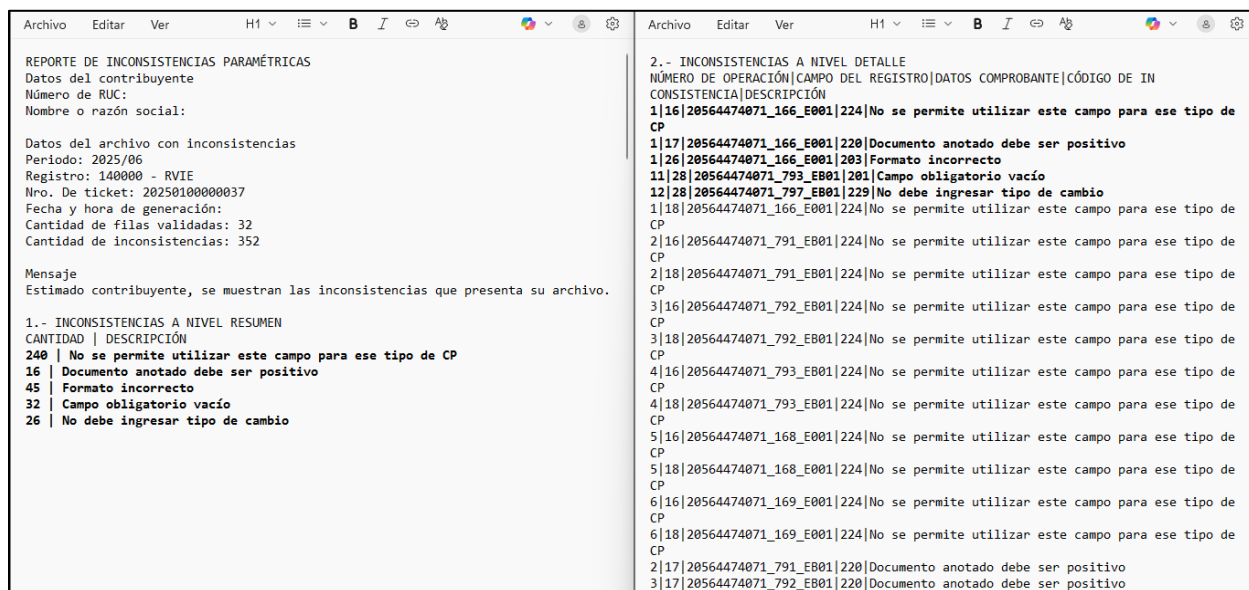 Archivo Editar Ver H1 B I
REPORTE DE INCONSISTENCIAS PARAMÉTRICAS
Datos del contribuyente
Número de RUC:
Nombre o razón social:
Datos del archivo con inconsistencias
Periodo: 2025/06
Registro: 140000 - RVIE
Nro. De ticket: 20250100000037
Fecha y hora de generación:
Cantidad de filas validadas: 32
Cantidad de inconsistencias: 352
Mensaje
Estimado contribuyente, se muestran las inconsistencias que presenta su archivo.
1.- INCONSISTENCIAS A NIVEL RESUMEN
CANTIDAD | DESCRIPCIÓN
240 | No se permite utilizar este campo para ese tipo de CP
16 | Documento anotado debe ser positivo
45 | Formato incorrecto
32 | Campo obligatorio vacío
26 | No debe ingresar tipo de cambio
Archivo Editar Ver H1 B I
2.- INCONSISTENCIAS A NIVEL DETALLE
NÚMERO DE OPERACIÓN|CAMPO DEL REGISTRO|DATOS COMPROBANTE|CÓDIGO DE IN
CONSISTENCIA|DESCRIPCIÓN
1|16|20564474071_166_E001|224|No se permite utilizar este campo para ese tipo de
CP
1|17|20564474071_166_E001|220|Documento anotado debe ser positivo
1|26|20564474071_166_E001|203|Formato incorrecto
11|28|20564474071_793_EB01|201|Campo obligatorio vacío
12|28|20564474071_797_EB01|229|No debe ingresar tipo de cambio
1|18|20564474071_166_E001|224|No se permite utilizar este campo para ese tipo de
CP
2|16|20564474071_791_EB01|224|No se permite utilizar este campo para ese tipo de
CP
2|18|20564474071_791_EB01|224|No se permite utilizar este campo para ese tipo de
CP
3|16|20564474071_792_EB01|224|No se permite utilizar este campo para ese tipo de
CP
3|18|20564474071_792_EB01|224|No se permite utilizar este campo para ese tipo de
CP
4|16|20564474071_793_EB01|224|No se permite utilizar este campo para ese tipo de
CP
4|18|20564474071_793_EB01|224|No se permite utilizar este campo para ese tipo de
CP
5|16|20564474071_168_E001|224|No se permite utilizar este campo para ese tipo de
CP
5|18|20564474071_168_E001|224|No se permite utilizar este campo para ese tipo de
CP
6|16|20564474071_169_E001|224|No se permite utilizar este campo para ese tipo de
CP
6|18|20564474071_169_E001|224|No se permite utilizar este campo para ese tipo de
CP
2|17|20564474071_791_EB01|220|Documento anotado debe ser positivo
3|17|20564474071_792_EB01|220|Documento anotado debe ser positivo